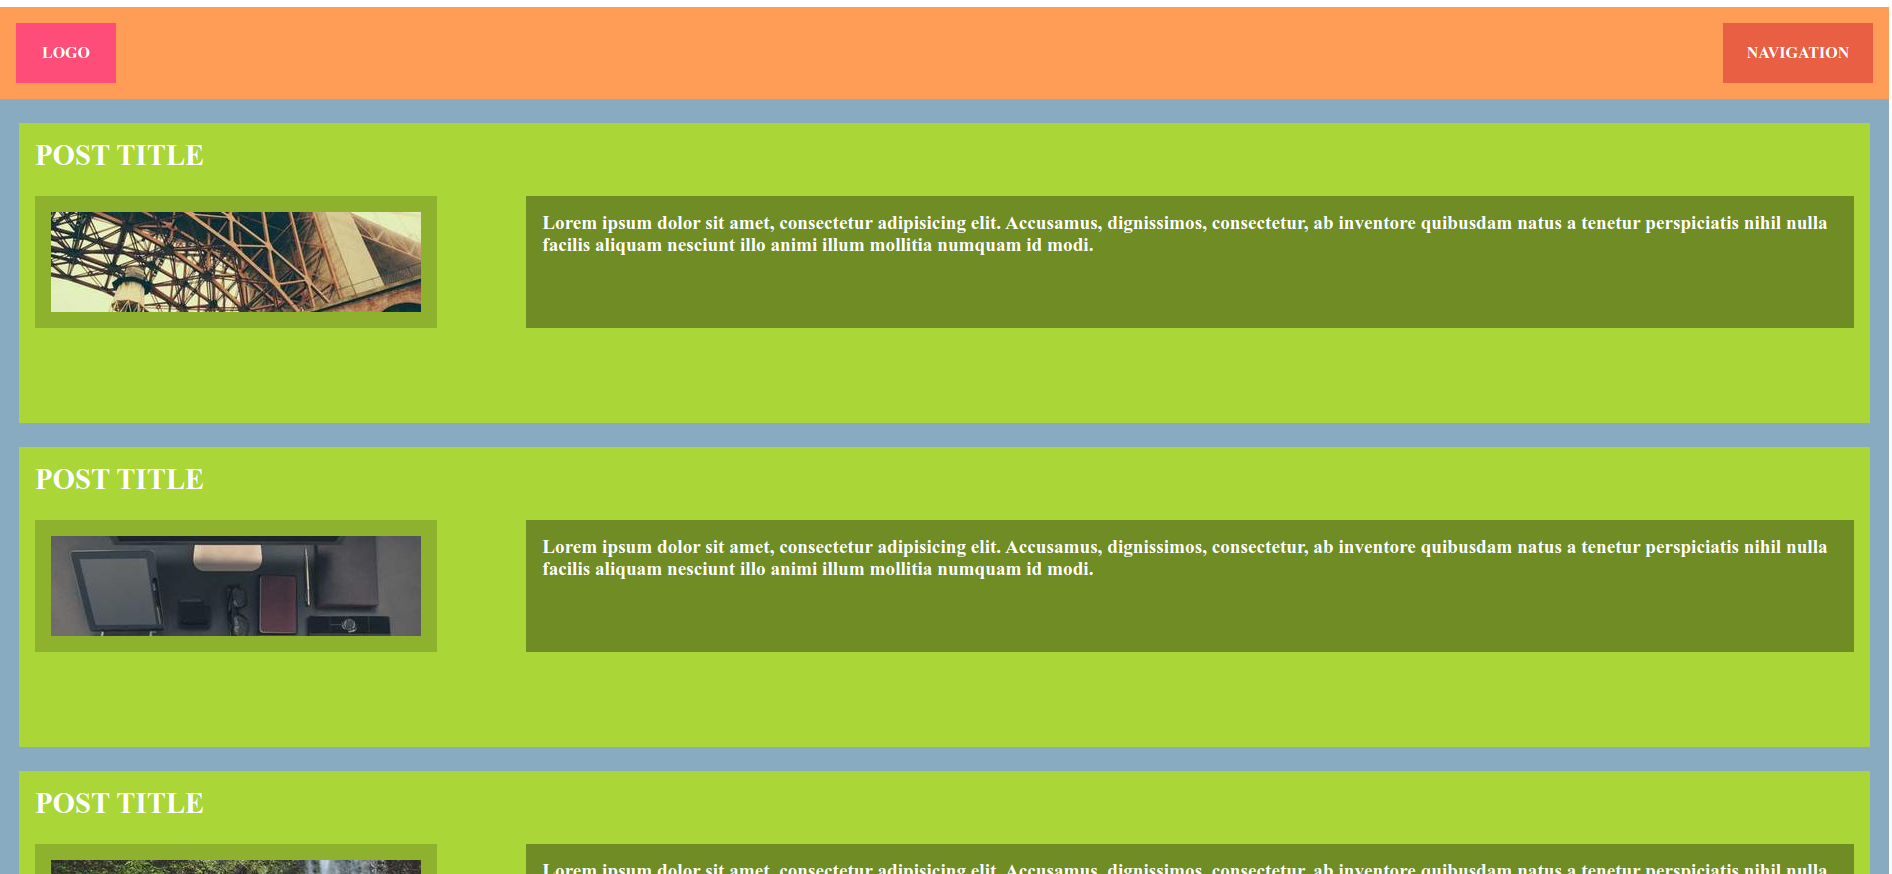 LOGO
NAVIGATION
POST TITLE
Lorem ipsum dolor sit amet, consectetur adipisicing elit. Accusamus, dignissimos, consectetur, ab inventore quibusdam natus a tenetur perspiciatis nihil nulla
facilis aliquam nesciunt illo animi illum mollitia numquam id modi.
POST TITLE
Lorem ipsum dolor sit amet, consectetur adipisicing elit. Accusamus, dignissimos, consectetur, ab inventore quibusdam natus a tenetur perspiciatis nihil nulla
facilis aliquam nesciunt illo animi illum mollitia numquam id modi.
POST TITLE
Lorem ipsum dolor sit amet, consectetur adipisicing elit. Accusamus, dignissimos, consectetur, ab inventore quibusdam natus a tenetur perspiciatis nihil nulla